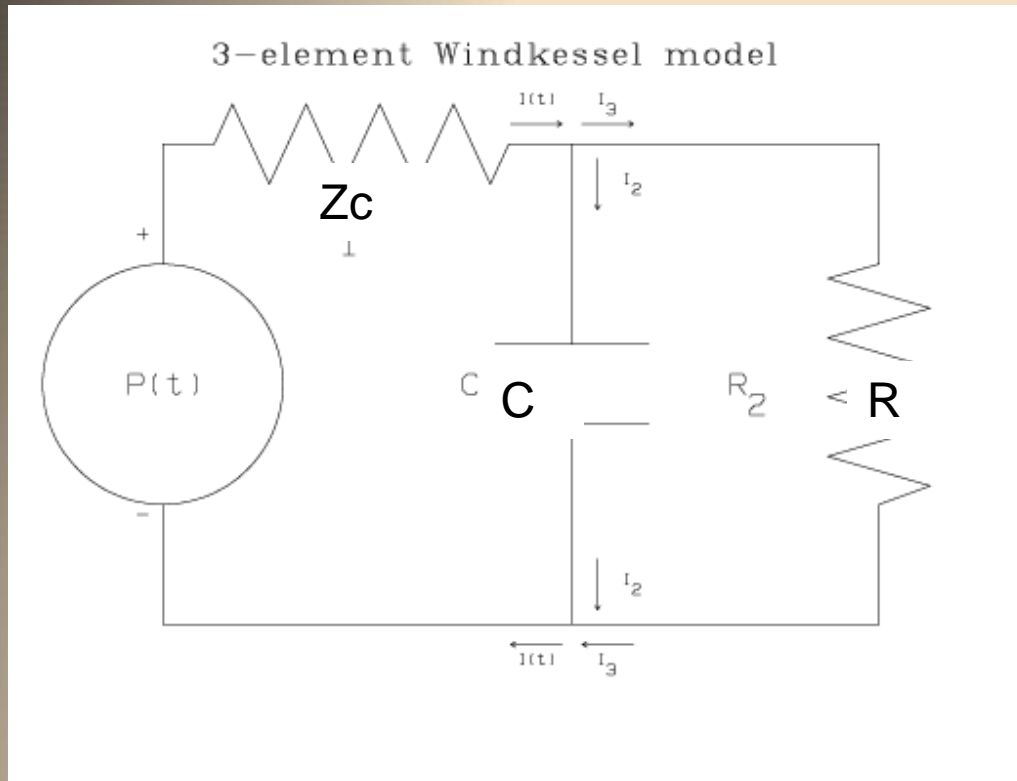 3-element Windkessel model
I(t) I3
I2
Zc
+
P(t)
C C R2 R
-
I2
I(t) I3